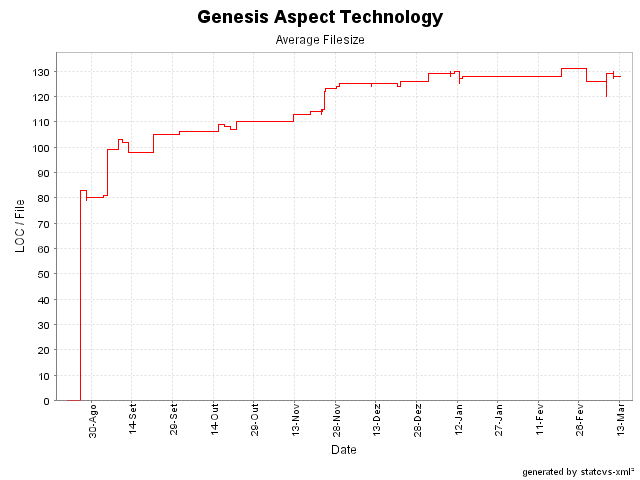 Genesis Aspect Technology
Average Filesize
LOC / File
130
120
110
100
90
80
70
60
50
40
30
20
10
0
30-Ago
14-Set
29-Set
14-Out
29-Out
13-Nov
28-Nov
13-Dez
28-Dez
12-Jan
27-Jan
11-Fev
26-Fev
13-Mar
Date
generated by statcvs-xml²